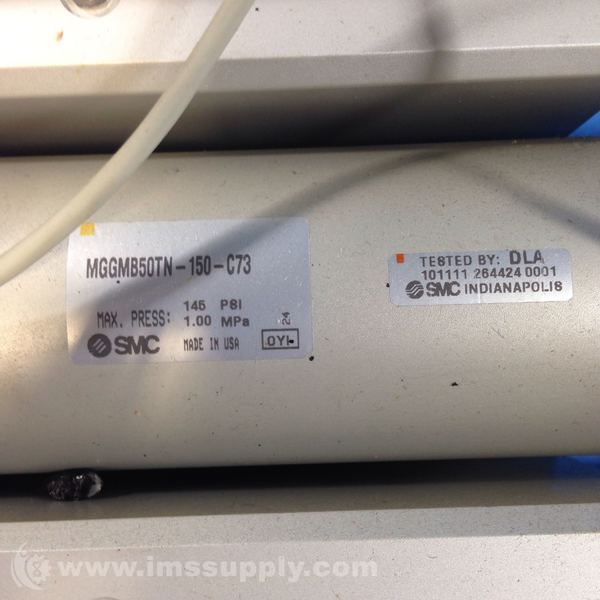 MGGMB50TN-150-C73
MAX. PRESS: 145 PSI
1.00 MPa
SMC MADE IN USA
OYI
24
TESTED BY: DLA
101111 264424 0001
SMC INDIANAPOLIS
www.imssupply.com